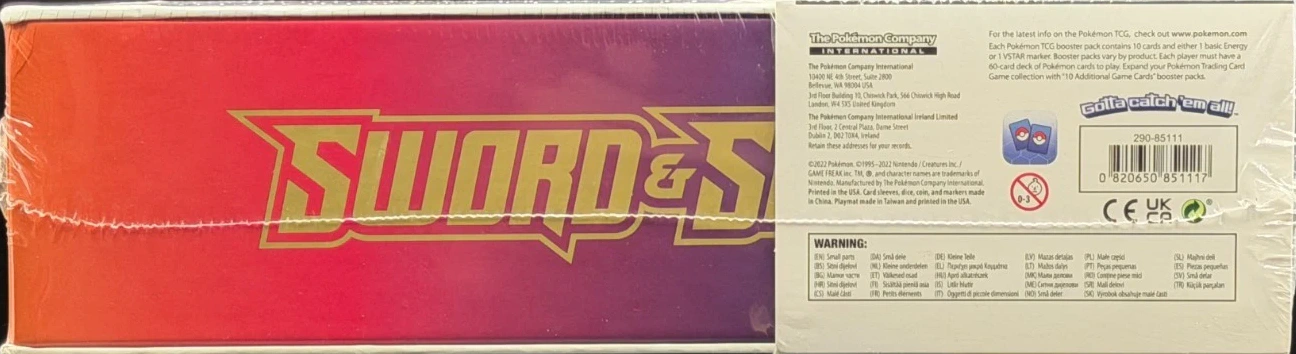 SWORD & S
The Pokémon Company
INTERNATIONAL
The Pokémon Company International
10400 NE 4th Street, Suite 2800
Bellevue, WA 98004 USA
3rd Floor Building 10, Chiswick Park, 566 Chiswick High Road
London, W4 5XS United Kingdom
The Pokémon Company International Ireland Limited
3rd Floor, 2 Central Plaza, Dame Street
Dublin 2, D02 T0X4, Ireland
Retain these addresses for your records.
©2022 Pokémon. ©1995–2022 Nintendo / Creatures Inc. /
GAME FREAK inc. TM, ®, and character names are trademarks of
Nintendo. Manufactured by The Pokémon Company International.
Printed in the USA. Card sleeves, dice, coin, and markers made
in China. Playmat made in Taiwan and printed in the USA.
For the latest info on the Pokémon TCG, check out www.pokemon.com
Each Pokémon TCG booster pack contains 10 cards and either 1 basic Energy
or 1 VSTAR marker. Booster packs vary by product. Each player must have a
60-card deck of Pokémon cards to play. Expand your Pokémon Trading Card
Game collection with "10 Additional Game Cards" booster packs.
Gotta catch 'em all!™
290-85111
0 820650 851117
0-3
CE UK CA
WARNING:
(EN) Small parts (DA) Små dele (DE) Kleine Teile (LV) Mazas detaļas (PL) Małe części (SL) Majhni deli
(BS) Sitni dijelovi (NL) Kleine onderdelen (EL) Περιέχει μικρά Κομμάτια (LT) Mažos dalys (PT) Peças pequenas (ES) Piezas pequeñas
(BG) Малки части (ET) Väikesed osad (HU) Apró alkatrészek (MK) Мали делови (RO) Conține piese mici (SV) Små delar
(HR) Sitni dijelovi (FI) Sisältää pieniä osia (IS) Litlir hlutir (ME) Ситни дијелови (SR) Mali delovi (TR) Küçük parçaları
(CS) Malé části (FR) Petits éléments (IT) Oggetti di piccole dimensioni (NO) Små deler (SK) Výrobok obsahuje malé časti